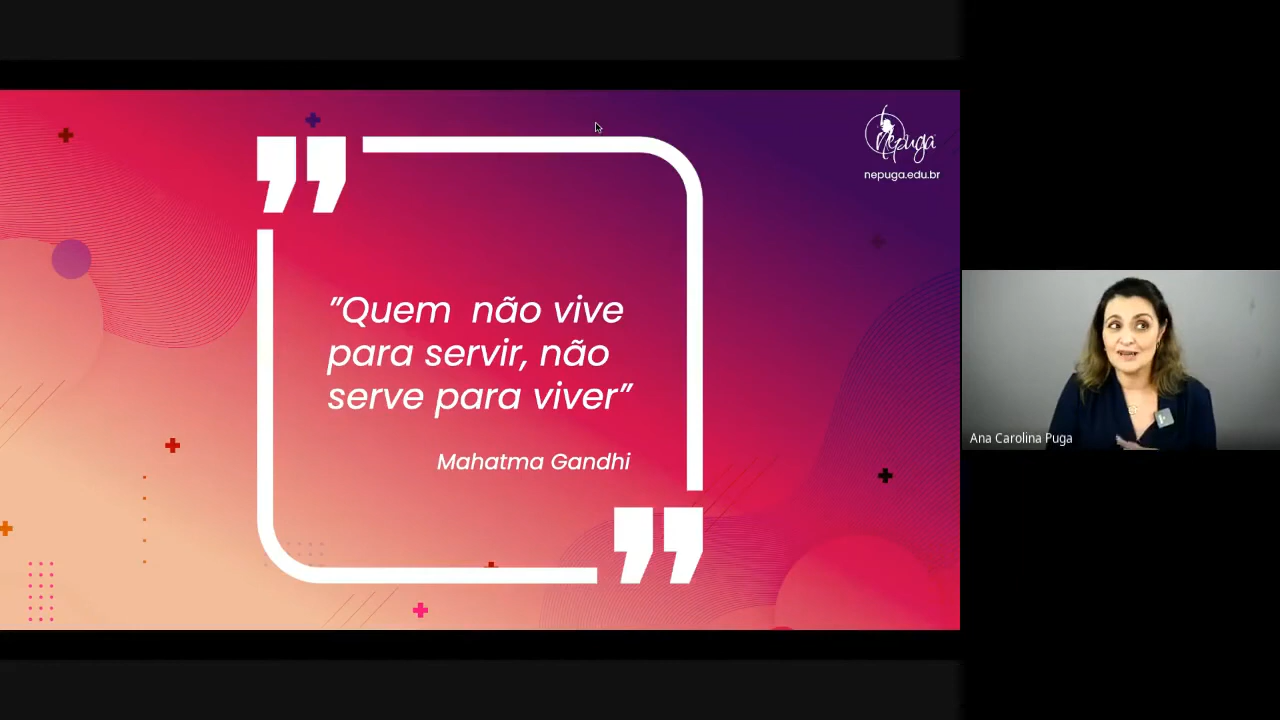 nepuga
nepuga.edu.br
"Quem não vive
para servir, não
serve para viver"
Mahatma Gandhi
Ana Carolina Puga